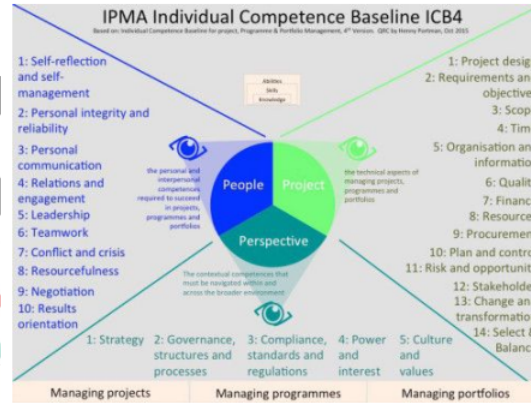 IPMA Individual Competence Baseline ICB4
Based on: Individual Competence Baseline for project, Programme & Portfolio Management, 4th Version. QRC by Henny Portman, Oct 2015
Abilities
Skills
Knowledge
1: Self-reflection
and self-
management
2: Personal integrity and
reliability
3: Personal
communication
4: Relations and
engagement
5: Leadership
6: Teamwork
7: Conflict and crisis
8: Resourcefulness
9: Negotiation
10: Results
orientation
the personal and
interpersonal
competences
required to succeed
in projects,
programmes and
portfolios
People
Project
Perspective
the technical aspects of
managing projects,
programmes and
portfolios
1: Project desig
2: Requirements an
objective
3: Scop
4: Tim
5: Organisation an
informatio
6: Qualit
7: Financ
8: Resource
9: Procuremen
10: Plan and contro
11: Risk and opportunit
12: Stakehold
13: Change an
transformatio
14: Select &
Balanc
The contextual competences that
must be navigated within and
across the broader environment
1: Strategy
2: Governance,
structures and
processes
3: Compliance,
standards and
regulations
4: Power
and
interest
5: Culture
and
values
Managing projects
Managing programmes
Managing portfolios